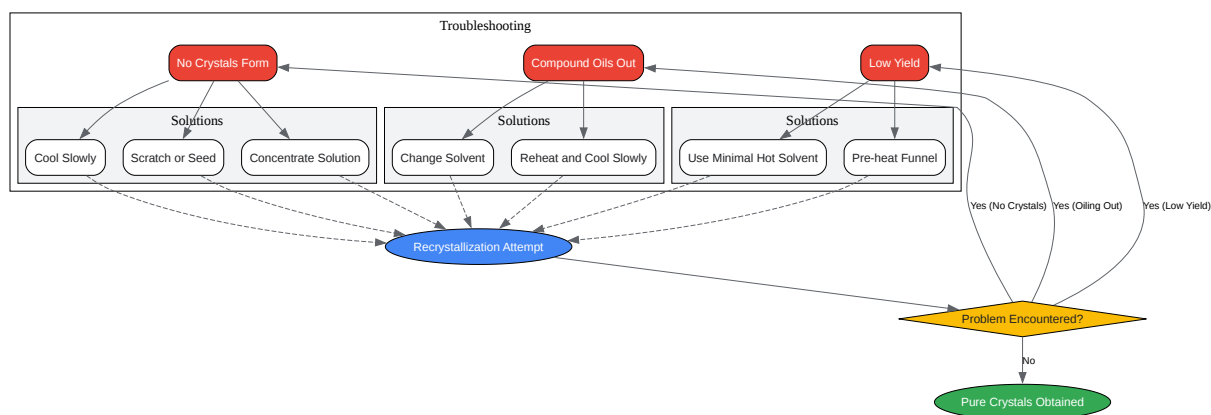 Troubleshooting
No Crystals Form
Compound Oils Out
Low Yield
Solutions
Solutions
Solutions
Cool Slowly
Scratch or Seed
Concentrate Solution
Change Solvent
Reheat and Cool Slowly
Use Minimal Hot Solvent
Pre-heat Funnel
Yes (No Crystals)
Yes (Oiling Out)
Yes (Low Yield)
Recrystallization Attempt
Problem Encountered?
No
Pure Crystals Obtained